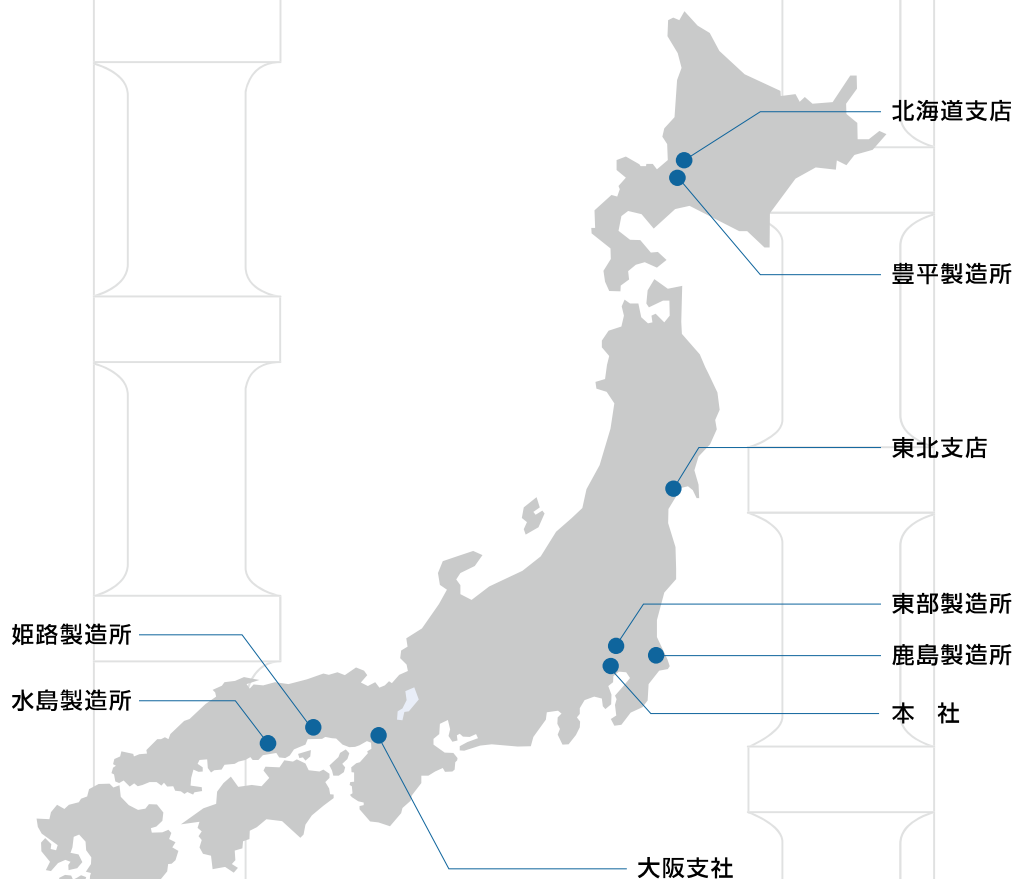 北海道支店
豊平製造所
東北支店
東部製造所
姫路製造所
鹿島製造所
水島製造所
本　社
大阪支社